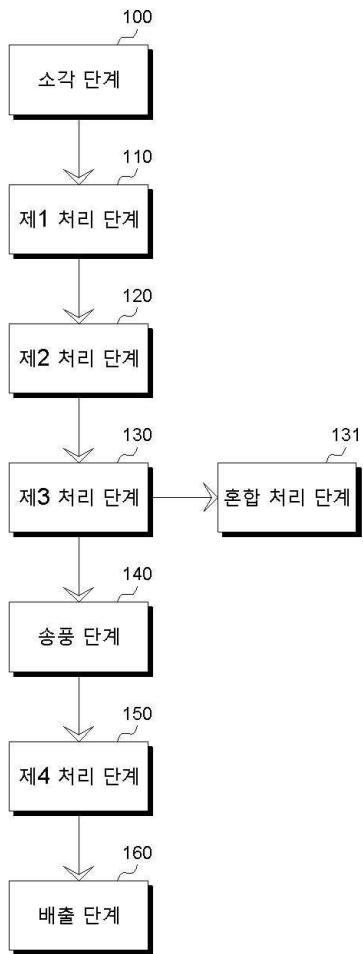 100
소각 단계
110
제1 처리 단계
120
제2 처리 단계
130
제3 처리 단계
131
혼합 처리 단계
140
송풍 단계
150
제4 처리 단계
160
배출 단계